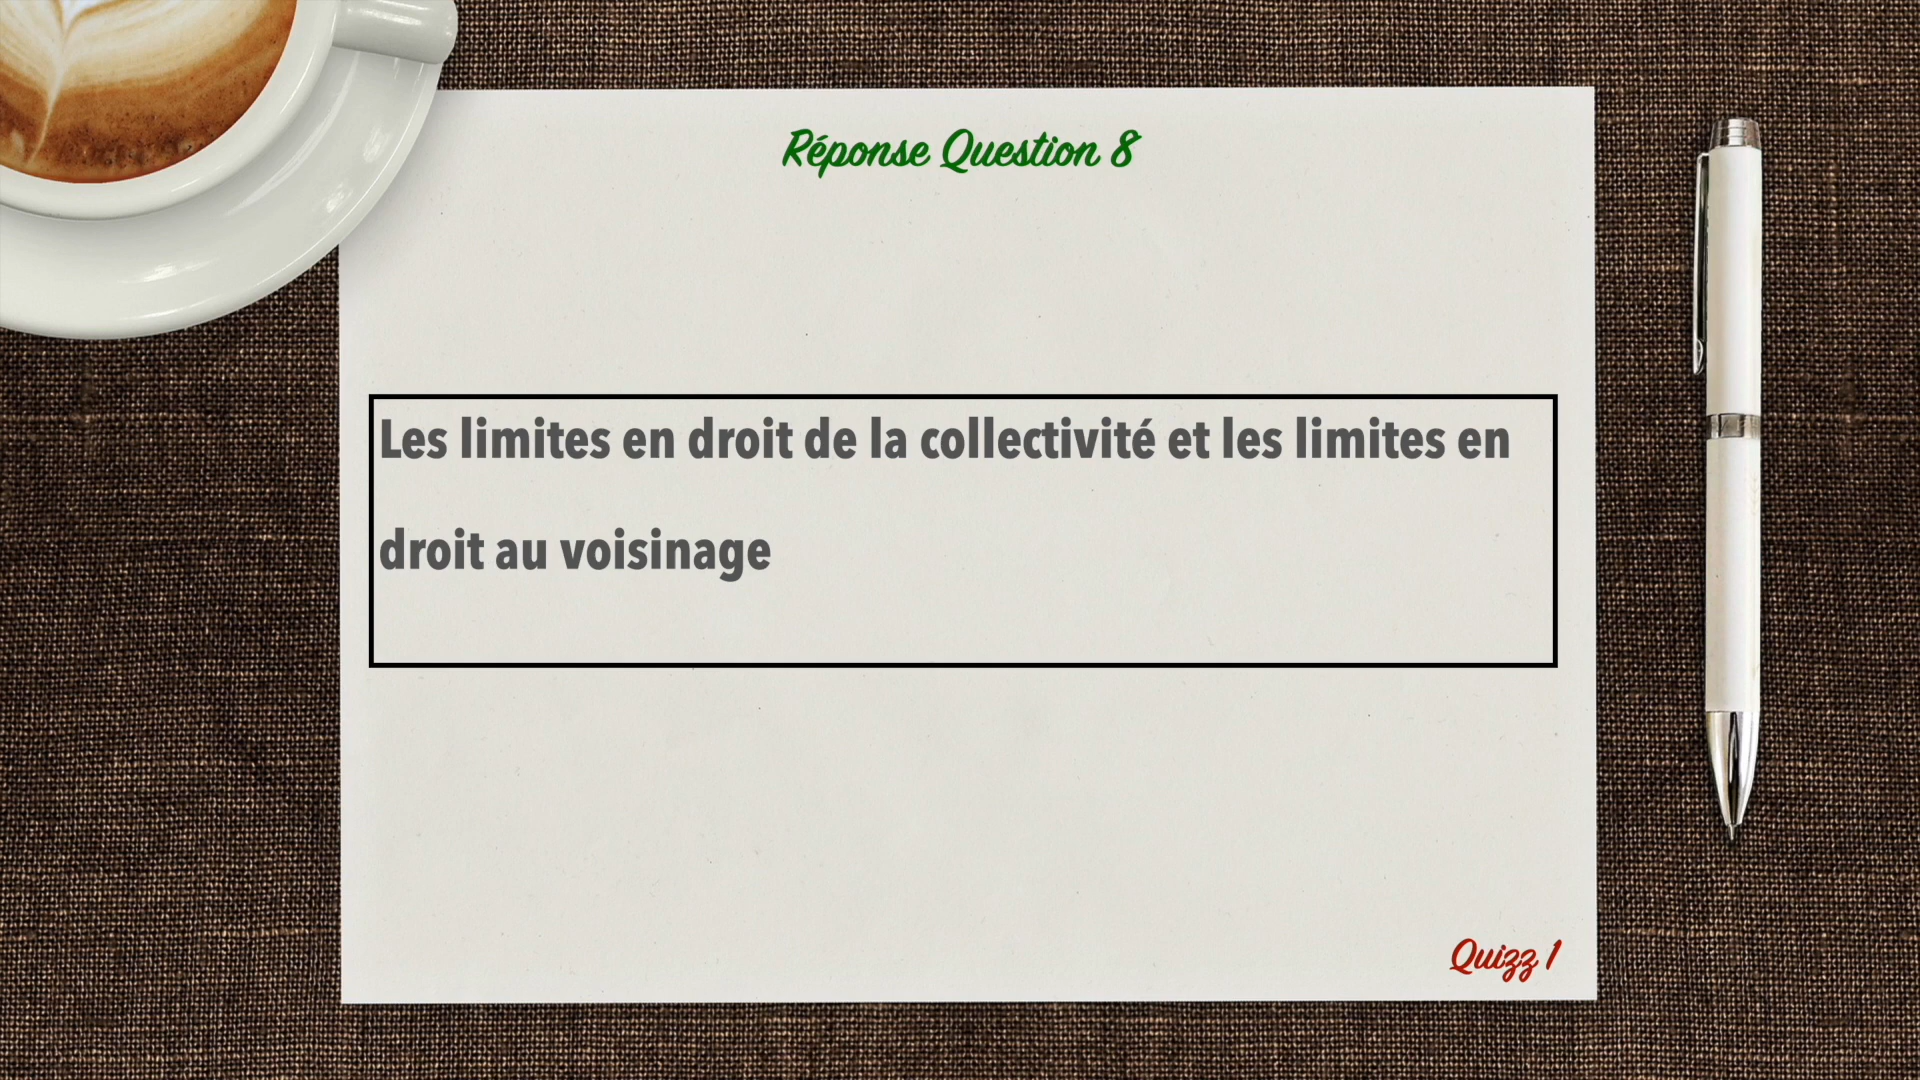 Réponse Question 8
Les limites en droit de la collectivité et les limites en
droit au voisinage
Quizz 1